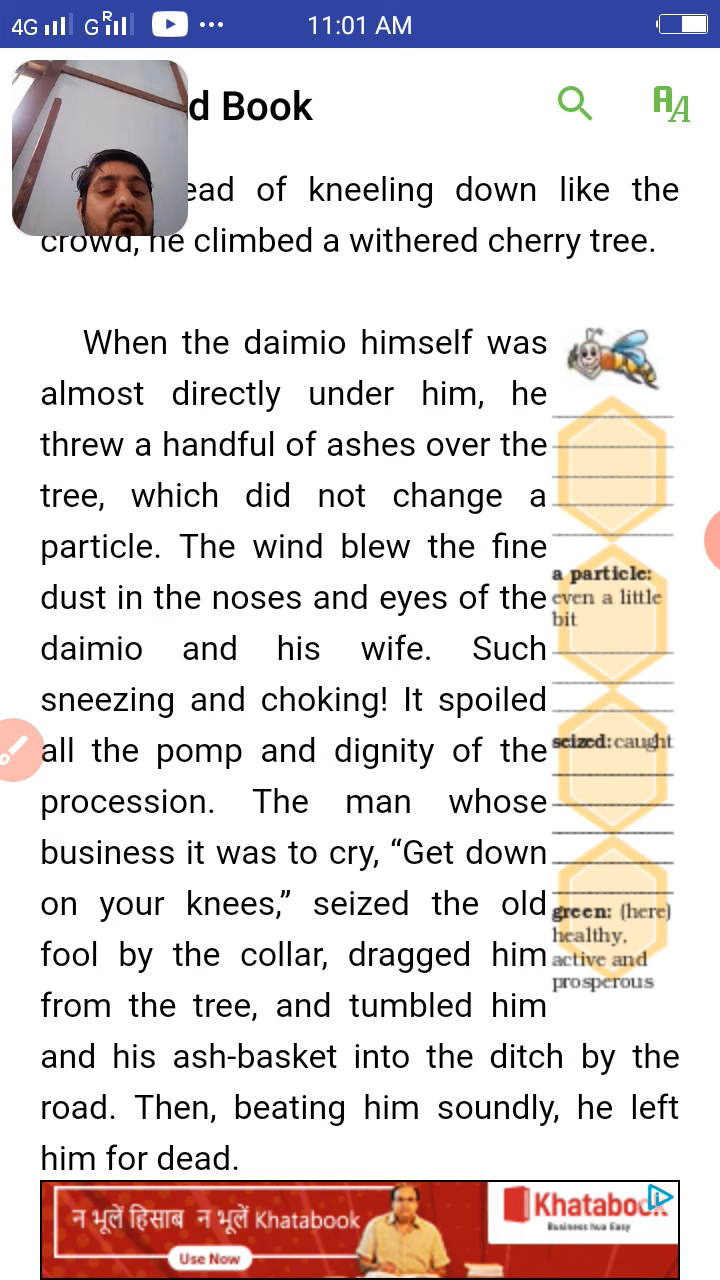 4G G R 11:01 AM
d Book
A A
ead of kneeling down like the
crowd, he climbed a withered cherry tree.
When the daimio himself was
almost directly under him, he
threw a handful of ashes over the
tree, which did not change a
particle. The wind blew the fine
dust in the noses and eyes of the
daimio and his wife. Such
sneezing and choking! It spoiled
all the pomp and dignity of the
procession. The man whose
business it was to cry, “Get down
on your knees,” seized the old
fool by the collar, dragged him
from the tree, and tumbled him
and his ash-basket into the ditch by the
road. Then, beating him soundly, he left
him for dead.
a particle:
even a little
bit
seized: caught
green: (here)
healthy,
active and
prosperous
न भूलें हिसाब न भूलें Khatabook
Use Now
Khatabook
Business hua Easy